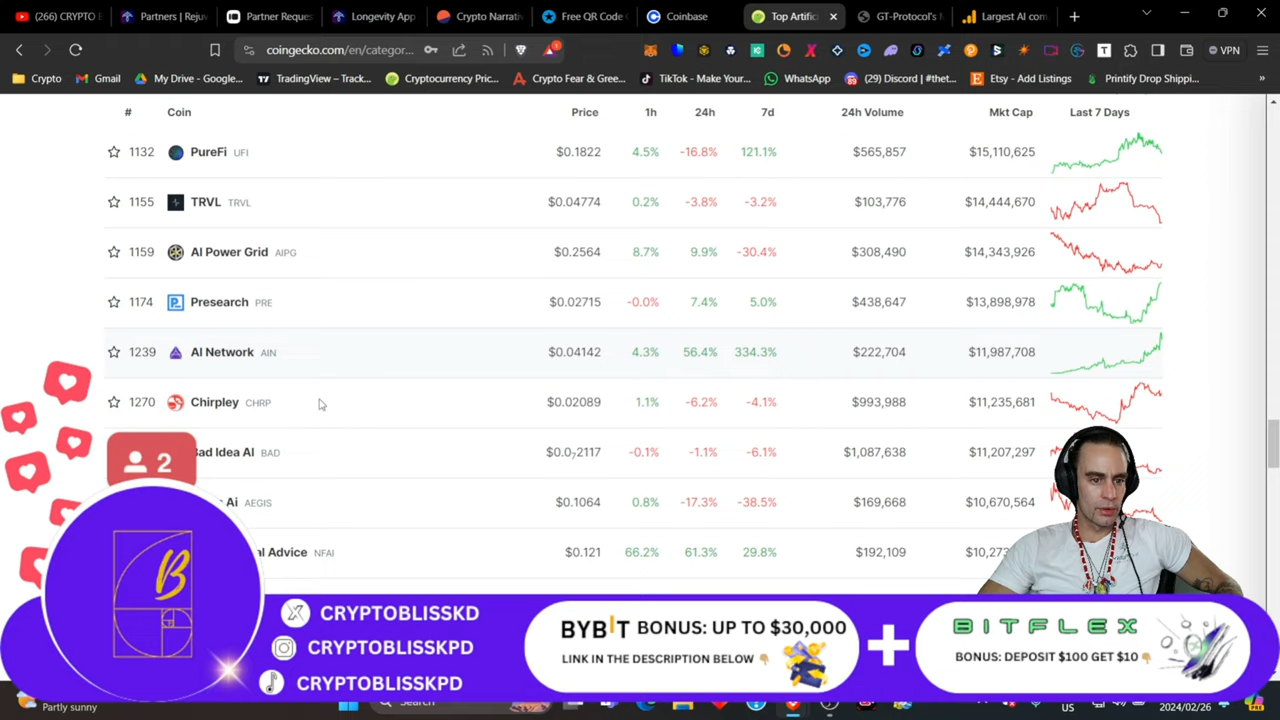 (266) CRYPTO B
Partners | Rejuv
Partner Reques
Longevity App
Crypto Narrati
Free QR Code
Coinbase
Top Artific
GT-Protocol's N
Largest AI com
coingecko.com/en/categor...
VPN
Crypto
Gmail
My Drive - Google...
TradingView – Track...
Cryptocurrency Pric...
Crypto Fear & Gree...
TikTok - Make Your...
WhatsApp
(29) Discord | #thet...
Etsy - Add Listings
Printify Drop Shippi...
# Coin Price 1h 24h 7d 24h Volume Mkt Cap Last 7 Days
1132 PureFi UFI $0.1822 4.5% -16.8% 121.1% $565,857 $15,110,625
1155 TRVL TRVL $0.04774 0.2% -3.8% -3.2% $103,776 $14,444,670
1159 AI Power Grid AIPG $0.2564 8.7% 9.9% -30.4% $308,490 $14,343,926
1174 Presearch PRE $0.02715 -0.0% 7.4% 5.0% $438,647 $13,898,978
1239 AI Network AIN $0.04142 4.3% 56.4% 334.3% $222,704 $11,987,708
1270 Chirpley CHRP $0.02089 1.1% -6.2% -4.1% $993,988 $11,235,681
Bad Idea AI BAD $0.0₇2117 -0.1% -1.1% -6.1% $1,087,638 $11,207,297
Ai AEGIS $0.1064 0.8% -17.3% -38.5% $169,668 $10,670,564
al Advice NFAI $0.121 66.2% 61.3% 29.8% $192,109 $10,273
2
B
CRYPTOBLISSKD
CRYPTOBLISSKPD
CRYPTOBLISSKPD
BYBIT BONUS: UP TO $30,000
LINK IN THE DESCRIPTION BELOW
BITFLEX
BONUS: DEPOSIT $100 GET $10
Partly sunny
Search
US
2024/02/26